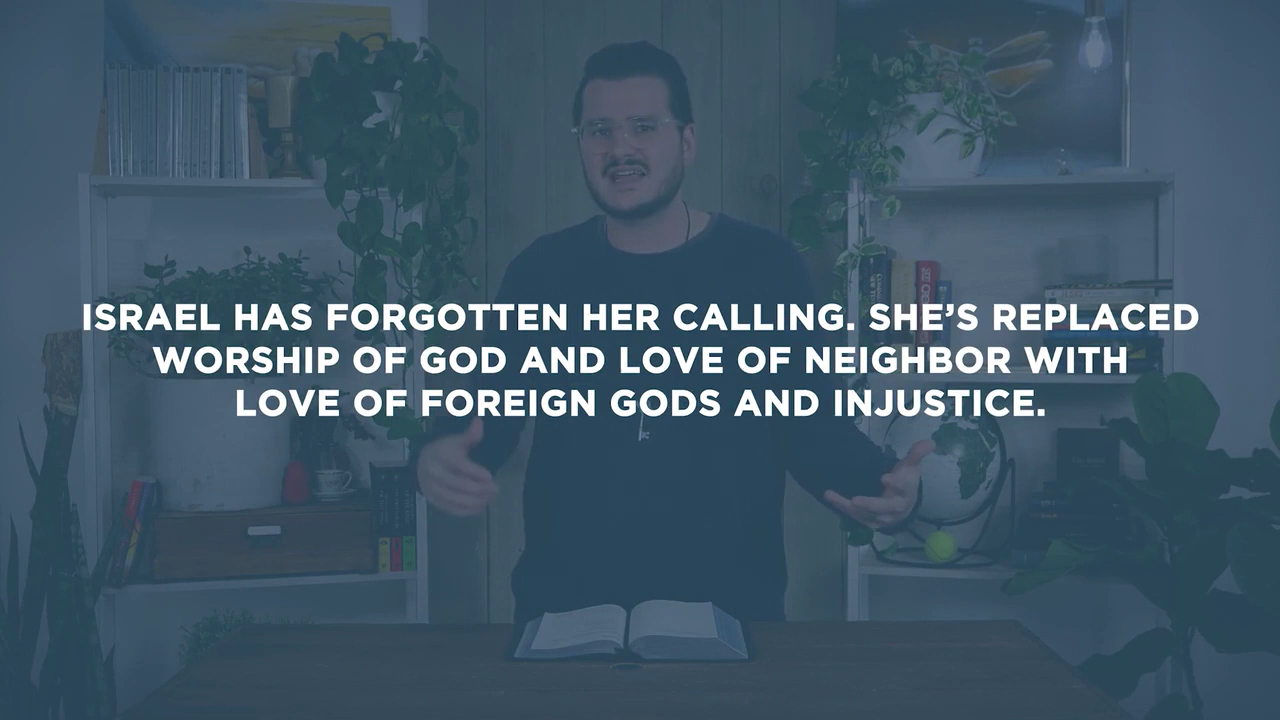 ISRAEL HAS FORGOTTEN HER CALLING. SHE’S REPLACED
WORSHIP OF GOD AND LOVE OF NEIGHBOR WITH
LOVE OF FOREIGN GODS AND INJUSTICE.